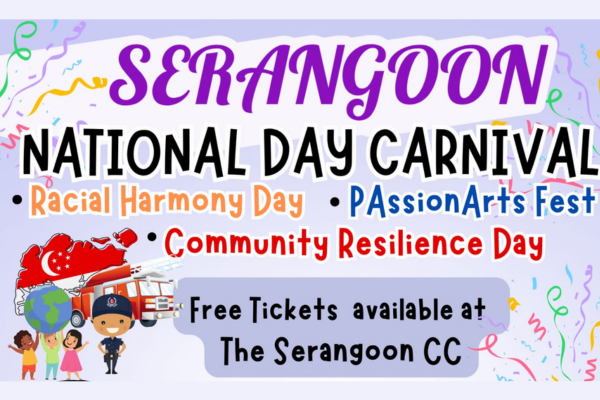 SERANGOON
NATIONAL DAY CARNIVAL
• Racial Harmony Day • PAssionArts Fest
• Community Resilience Day
Free Tickets available at
The Serangoon CC